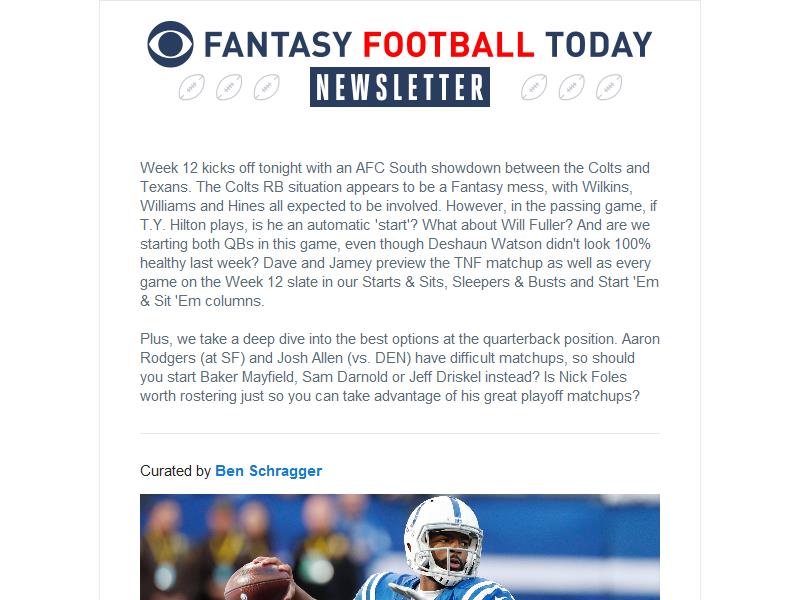 FANTASY FOOTBALL TODAY
NEWSLETTER
Week 12 kicks off tonight with an AFC South showdown between the Colts and
Texans. The Colts RB situation appears to be a Fantasy mess, with Wilkins,
Williams and Hines all expected to be involved. However, in the passing game, if
T.Y. Hilton plays, is he an automatic 'start'? What about Will Fuller? And are we
starting both QBs in this game, even though Deshaun Watson didn't look 100%
healthy last week? Dave and Jamey preview the TNF matchup as well as every
game on the Week 12 slate in our Starts & Sits, Sleepers & Busts and Start 'Em
& Sit 'Em columns.
Plus, we take a deep dive into the best options at the quarterback position. Aaron
Rodgers (at SF) and Josh Allen (vs. DEN) have difficult matchups, so should
you start Baker Mayfield, Sam Darnold or Jeff Driskel instead? Is Nick Foles
worth rostering just so you can take advantage of his great playoff matchups?
Curated by Ben Schragger